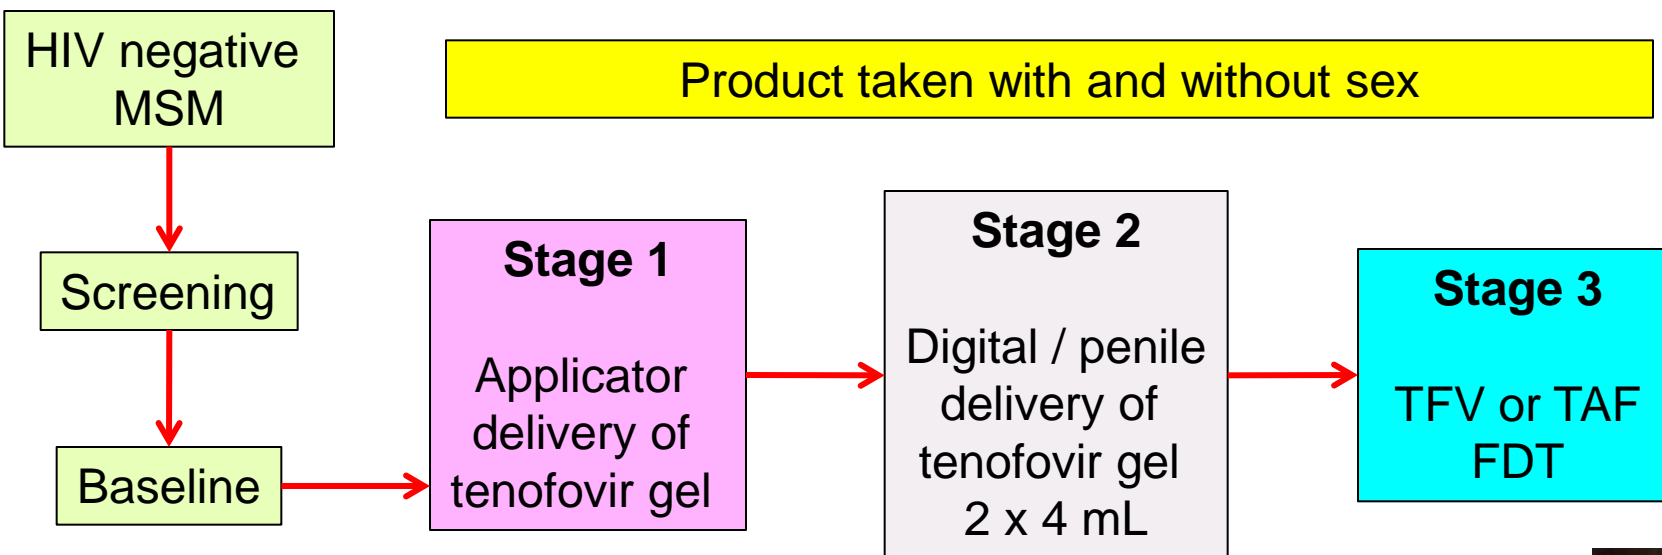 HIV negative
MSM
Product taken with and without sex
Screening
Baseline
Stage 1
Applicator
delivery of
tenofovir gel
Stage 2
Digital / penile
delivery of
tenofovir gel
2 x 4 mL
Stage 3
TFV or TAF
FDT